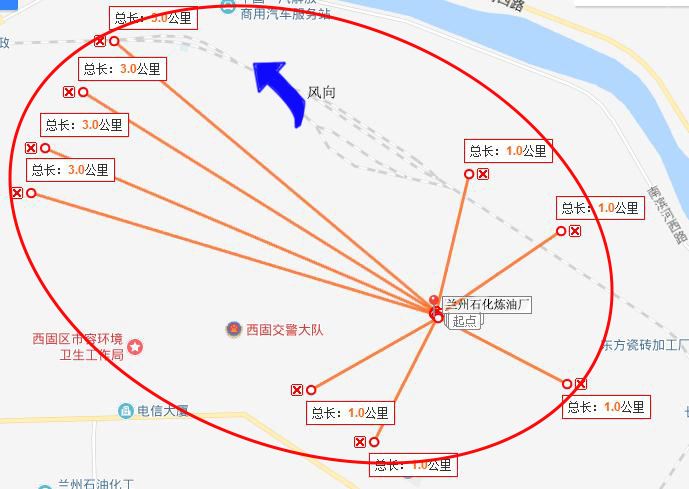 总长：3.0公里
商用汽车服务站
西路
政
总长：3.0公里
风向
总长：3.0公里
总长：3.0公里
总长：1.0公里
总长：1.0公里
南滨河西路
兰州石化炼油厂
起点
西固交警大队
西固区市容环境
卫生工作局
东方瓷砖加工厂
总长：1.0公里
总长：1.0公里
电信大厦
总长：1.0公里
兰州石油化工